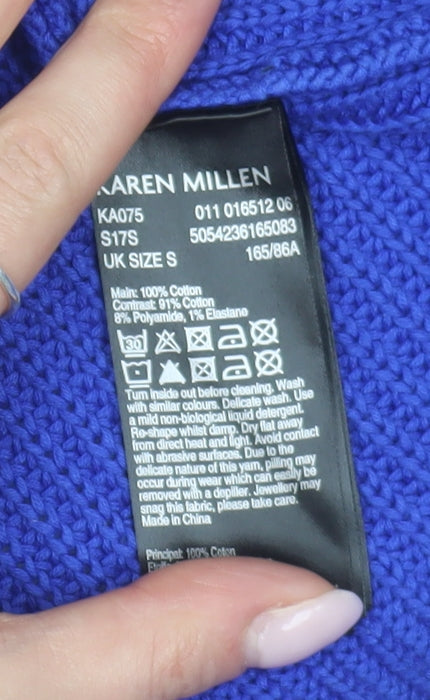 KAREN MILLEN
KA075 011 016512 06
S17S 5054236165083
UK SIZE S 165/86A
Main: 100% Cotton
Contrast: 91% Cotton
8% Polyamide, 1% Elastane
30
Turn inside out before cleaning. Wash
with similar colours. Delicate wash. Use
a mild non-biological liquid detergent.
Re-shape whilst damp. Dry flat away
from direct heat and light. Avoid contact
with abrasive surfaces. Due to the
delicate nature of this yarn, pilling may
occur during wear which can easily be
removed with a depiller. Jewellery may
snag this fabric, please take care.
Made in China
Principal: 100% Coton